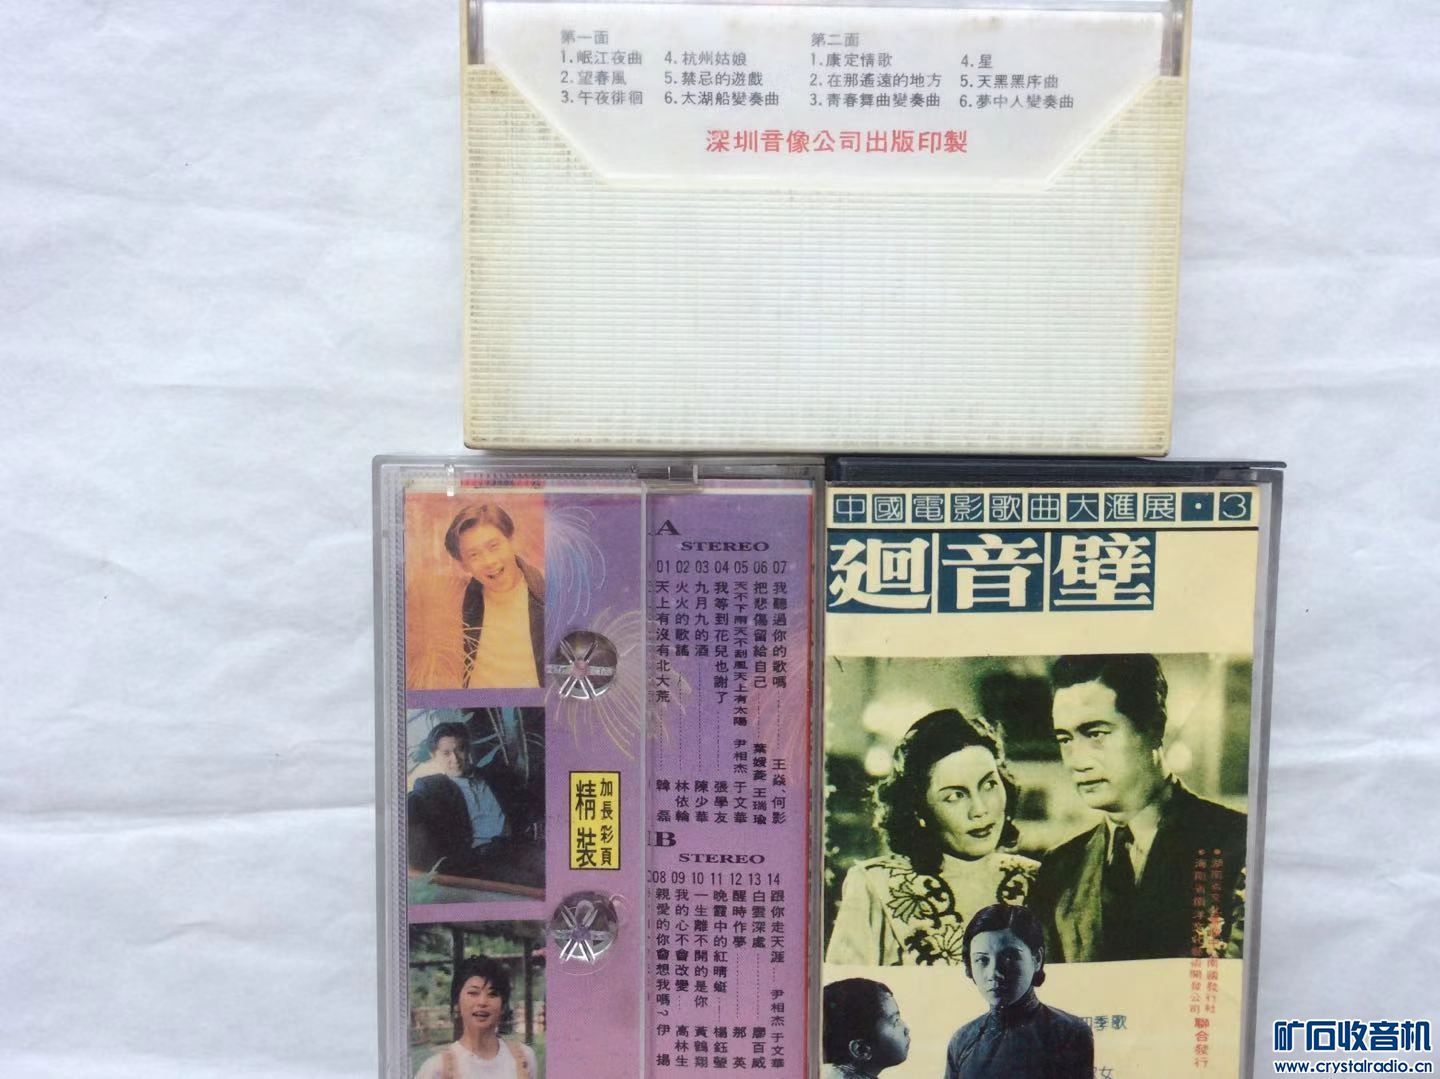 第一面
1.岷江夜曲
2.望春風
3.午夜徘徊
4.杭州姑娘
5.禁忌的遊戲
6.太湖船變奏曲
第二面
1.康定情歌
2.在那遙遠的地方
3.青春舞曲變奏曲
4.星
5.天黑黑序曲
6.夢中人變奏曲
深圳音像公司出版印製
A
STEREO
01 天上有沒有北大荒 韓磊
02 火火的歌謠 林依輪
03 九月九的酒 陳少華
04 我等到花兒也謝了 張學友
05 天不下雨天不刮風天上有太陽 尹相杰 于文華
06 把悲傷留給自己 葉嬡菱 王瑞瑜
07 我聽過你的歌嗎 王焱、何影
加長彩頁
精裝
B
STEREO
08 親愛的你會想我嗎? 伊揚
09 我的心不會改變 高林生
10 一生離不開的是你 黃鶴翔
11 晚霞中的紅蜻蜓 楊鈺瑩
12 醒時作夢 那英
13 白雲深處 廖百威
14 跟你走天涯 尹相杰 于文華
中國電影歌曲大滙展·3
廻音壁
聯合發行
四季歌
女
矿石收音机
www.crystalradio.cn